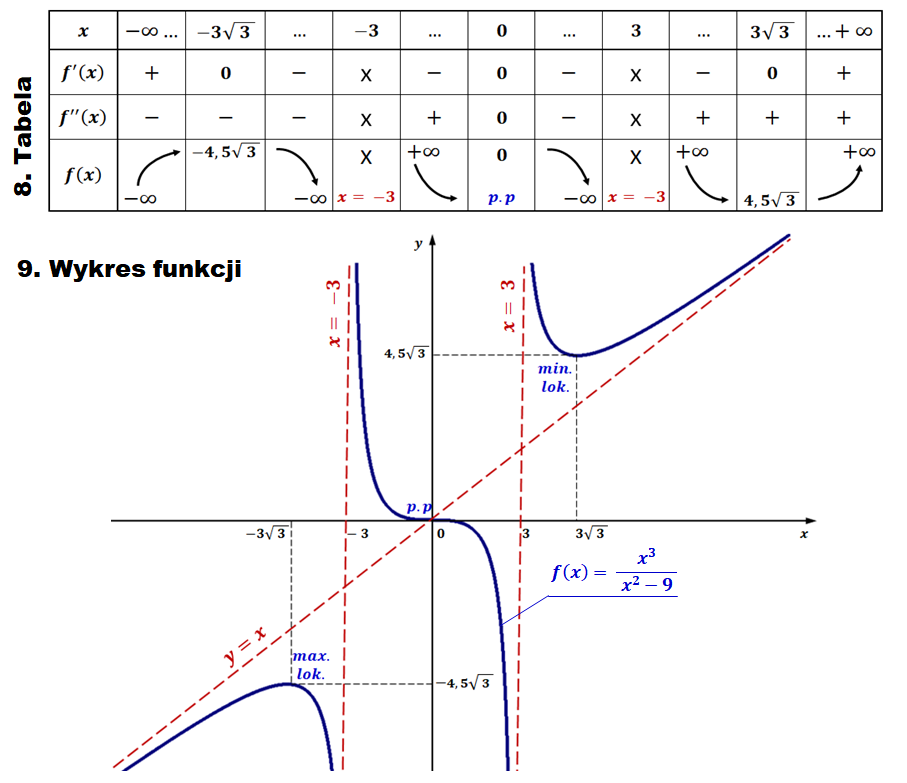 8. Tabela
x −∞ ... −3√3 ... −3 ... 0 ... 3 ... 3√3 ...+ ∞
f′(x) + 0 − x − 0 − x − 0 +
f″(x) − − − x + 0 − x + + +
f(x) −∞ −4,5√3 −∞ x +∞ 0 −∞ x +∞ 4,5√3 +∞
x = −3 p.p x = −3
9. Wykres funkcji
y
x = −3
x = 3
4,5√3
min.
lok.
p.p
−3√3 − 3 0 3 3√3 x
f(x) = x³ / x² − 9
y = x
max.
lok.
−4,5√3